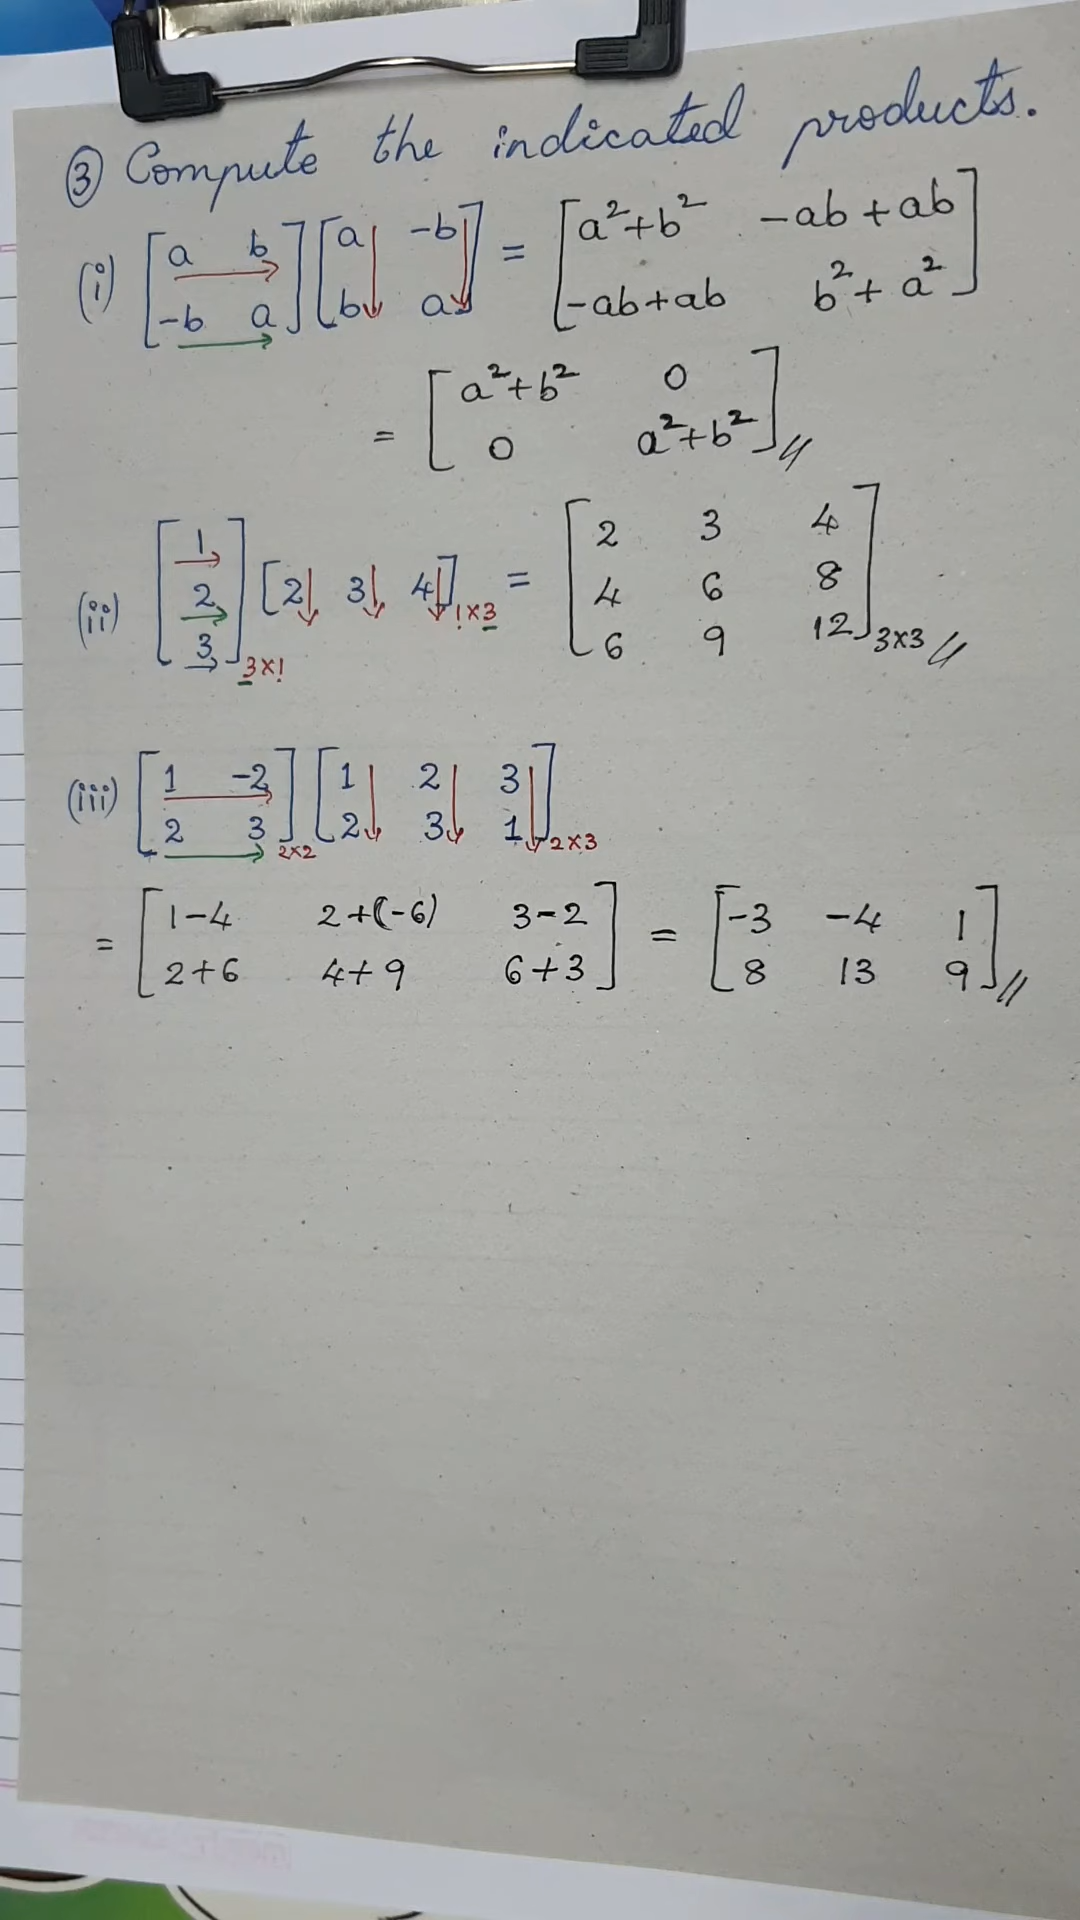 ③ Compute the indicated products.
(i) [a b; -b a] [a -b; b a] = [a²+b² -ab+ab; -ab+ab b²+a²]
= [a²+b² 0; 0 a²+b²]//
(ii) [1; 2; 3]3×1 [2 3 4]1×3 = [2 3 4; 4 6 8; 6 9 12]3×3 //
(iii) [1 -2; 2 3]2×2 [1 2 3; 2 3 1]2×3
= [1-4 2+(-6) 3-2; 2+6 4+9 6+3] = [-3 -4 1; 8 13 9]//